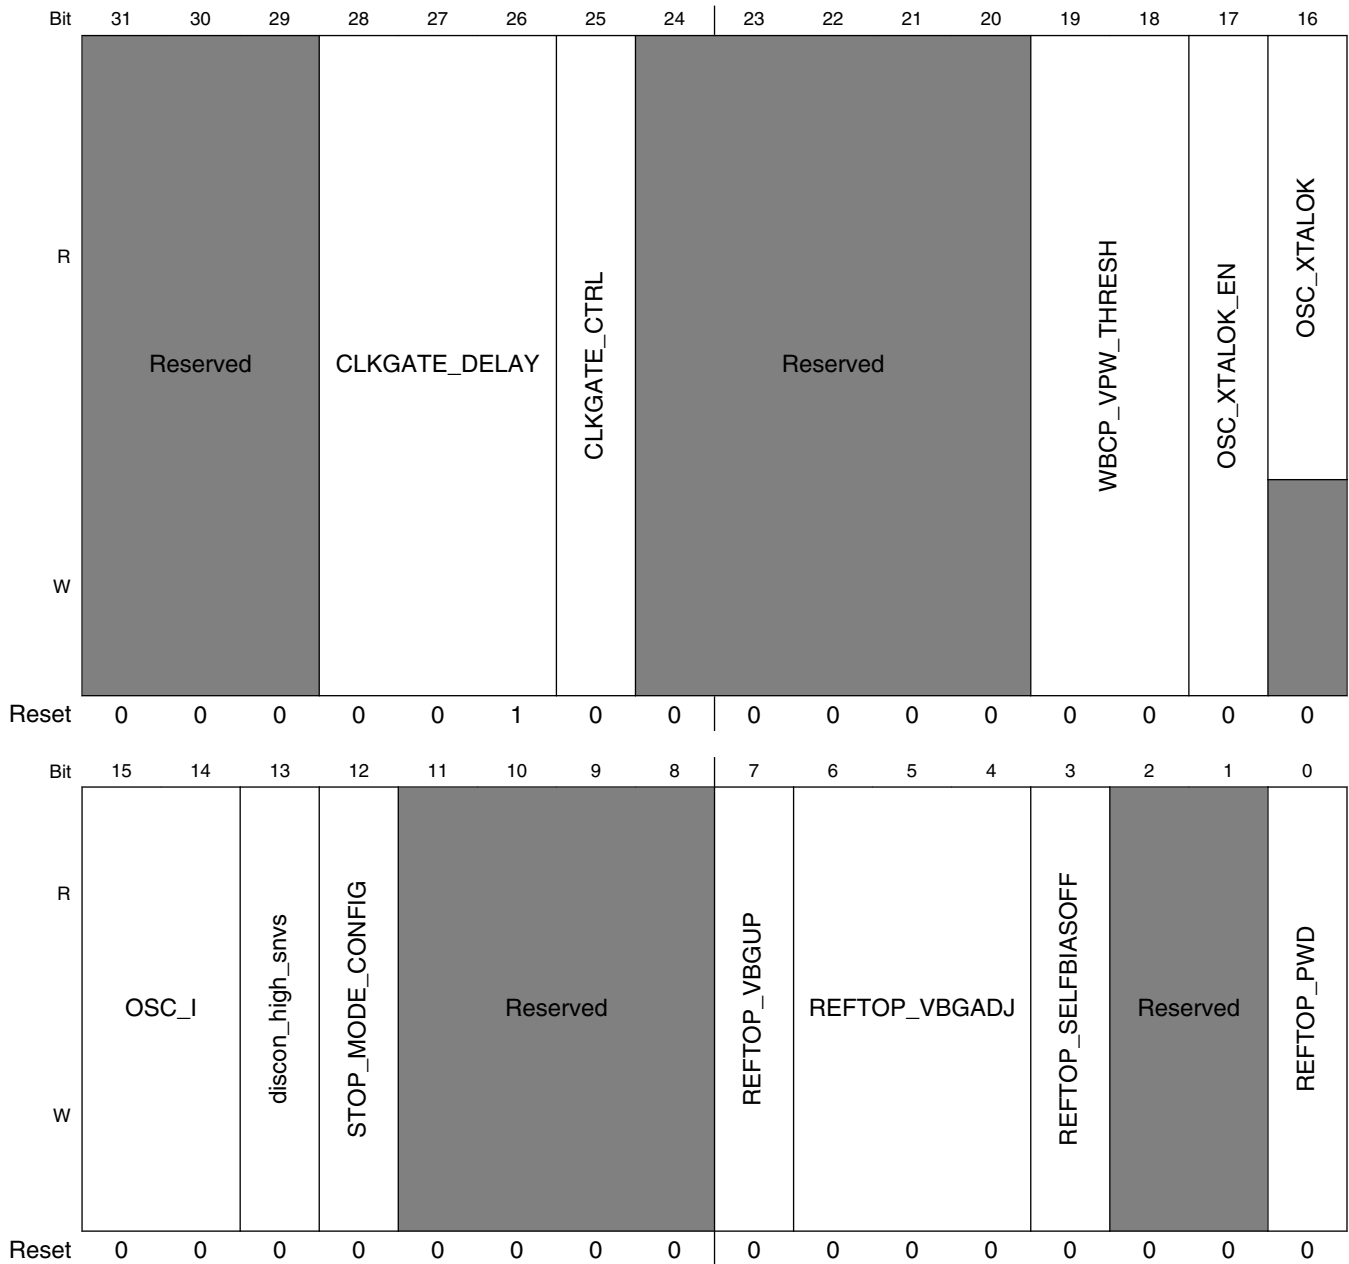 Bit 31 30 29 28 27 26 25 24 23 22 21 20 19 18 17 16
R
W
Reserved
CLKGATE_DELAY
CLKGATE_CTRL
Reserved
WBCP_VPW_THRESH
OSC_XTALOK_EN
OSC_XTALOK
Reset 0 0 0 0 0 1 0 0 0 0 0 0 0 0 0 0
Bit 15 14 13 12 11 10 9 8 7 6 5 4 3 2 1 0
R
W
OSC_I
discon_high_snvs
STOP_MODE_CONFIG
Reserved
REFTOP_VBGUP
REFTOP_VBGADJ
REFTOP_SELFBIASOFF
Reserved
REFTOP_PWD
Reset 0 0 0 0 0 0 0 0 0 0 0 0 0 0 0 0